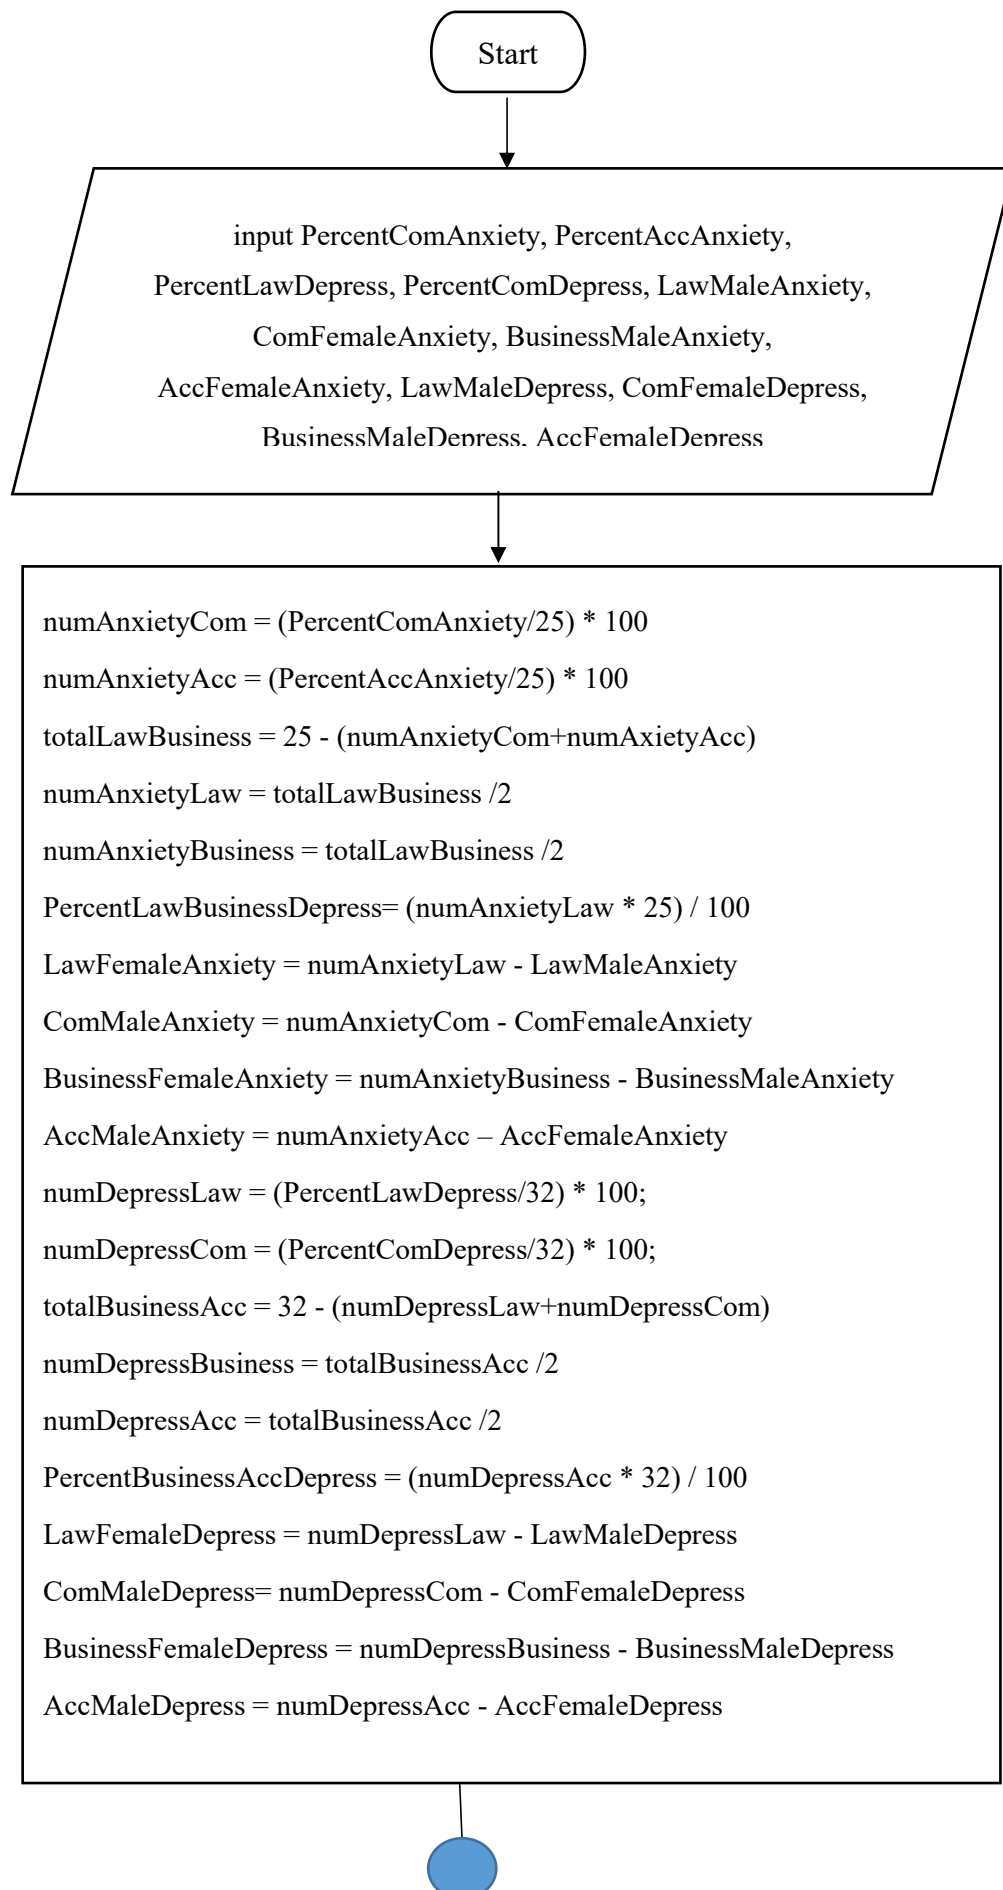 Start
input PercentComAnxiety, PercentAccAnxiety,
PercentLawDepress, PercentComDepress, LawMaleAnxiety,
ComFemaleAnxiety, BusinessMaleAnxiety,
AccFemaleAnxiety, LawMaleDepress, ComFemaleDepress,
BusinessMaleDepress, AccFemaleDepress
numAnxietyCom = (PercentComAnxiety/25) * 100
numAnxietyAcc = (PercentAccAnxiety/25) * 100
totalLawBusiness = 25 - (numAnxietyCom+numAxietyAcc)
numAnxietyLaw = totalLawBusiness /2
numAnxietyBusiness = totalLawBusiness /2
PercentLawBusinessDepress= (numAnxietyLaw * 25) / 100
LawFemaleAnxiety = numAnxietyLaw - LawMaleAnxiety
ComMaleAnxiety = numAnxietyCom - ComFemaleAnxiety
BusinessFemaleAnxiety = numAnxietyBusiness - BusinessMaleAnxiety
AccMaleAnxiety = numAnxietyAcc – AccFemaleAnxiety
numDepressLaw = (PercentLawDepress/32) * 100;
numDepressCom = (PercentComDepress/32) * 100;
totalBusinessAcc = 32 - (numDepressLaw+numDepressCom)
numDepressBusiness = totalBusinessAcc /2
numDepressAcc = totalBusinessAcc /2
PercentBusinessAccDepress = (numDepressAcc * 32) / 100
LawFemaleDepress = numDepressLaw - LawMaleDepress
ComMaleDepress= numDepressCom - ComFemaleDepress
BusinessFemaleDepress = numDepressBusiness - BusinessMaleDepress
AccMaleDepress = numDepressAcc - AccFemaleDepress